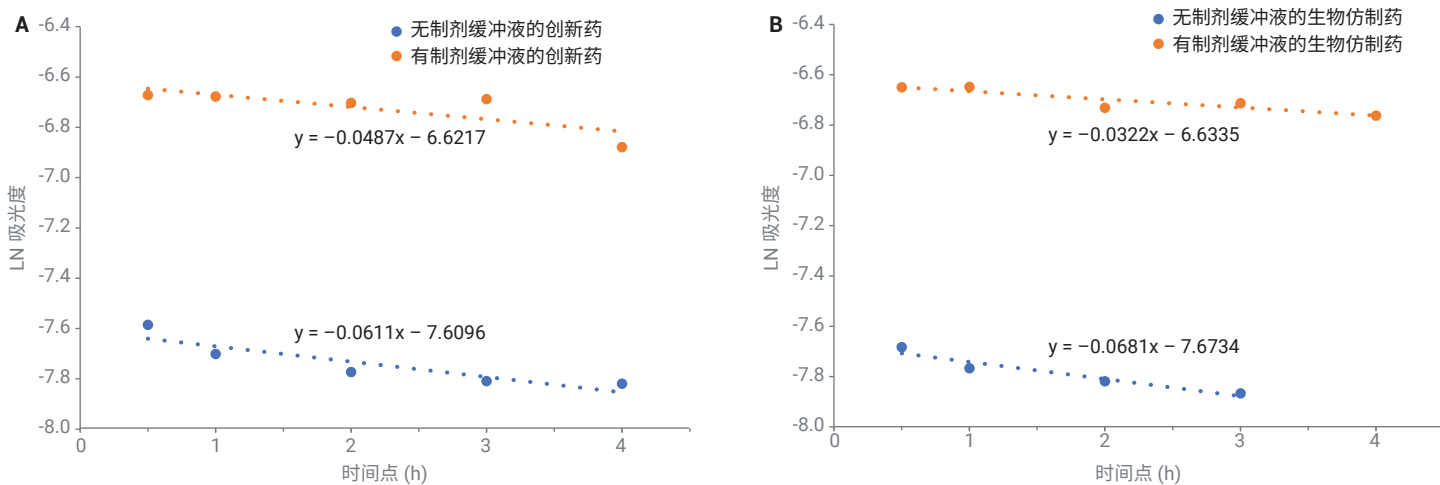 A
无制剂缓冲液的创新药
有制剂缓冲液的创新药
-6.4
-6.6
-6.8
-7.0
-7.2
-7.4
-7.6
-7.8
-8.0
LN 吸光度
y = −0.0487x − 6.6217
y = −0.0611x − 7.6096
0 1 2 3 4
时间点 (h)
B
无制剂缓冲液的生物仿制药
有制剂缓冲液的生物仿制药
-6.4
-6.6
-6.8
-7.0
-7.2
-7.4
-7.6
-7.8
-8.0
LN 吸光度
y = −0.0322x − 6.6335
y = −0.0681x − 7.6734
0 1 2 3 4
时间点 (h)